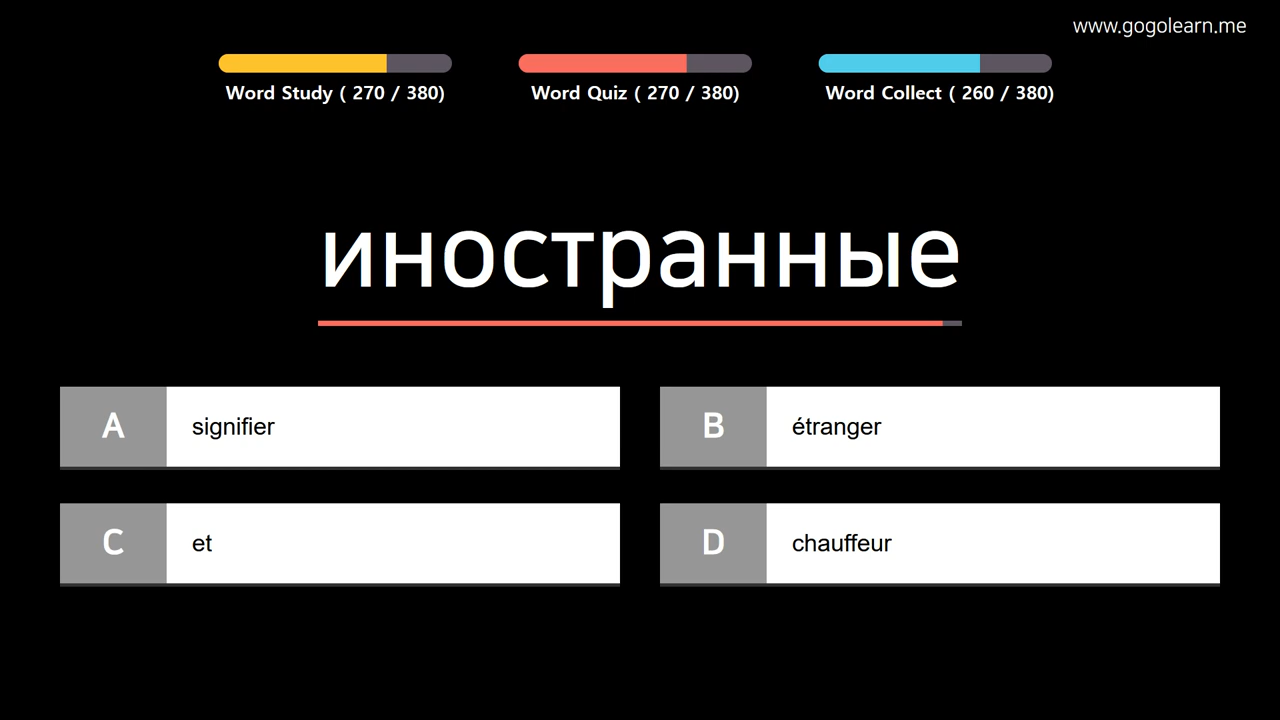 www.gogolearn.me
Word Study ( 270 / 380)
Word Quiz ( 270 / 380)
Word Collect ( 260 / 380)
иностранные
A signifier
B étranger
C et
D chauffeur